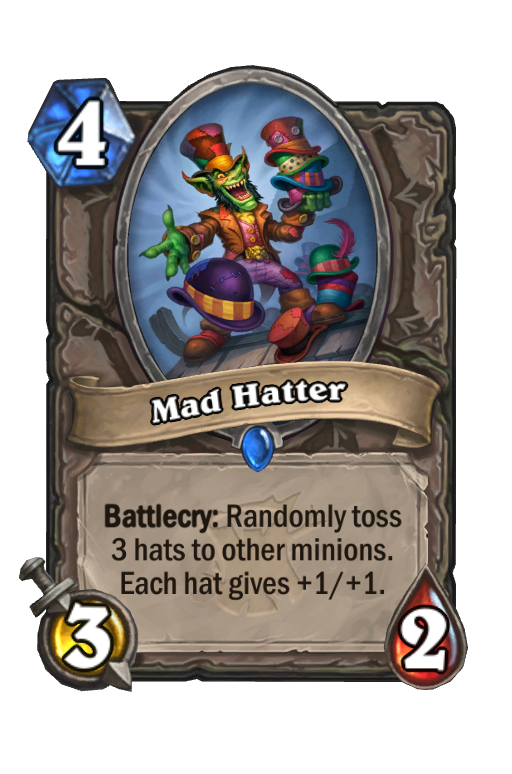 4
Mad Hatter
Battlecry: Randomly toss
3 hats to other minions.
Each hat gives +1/+1.
3
2